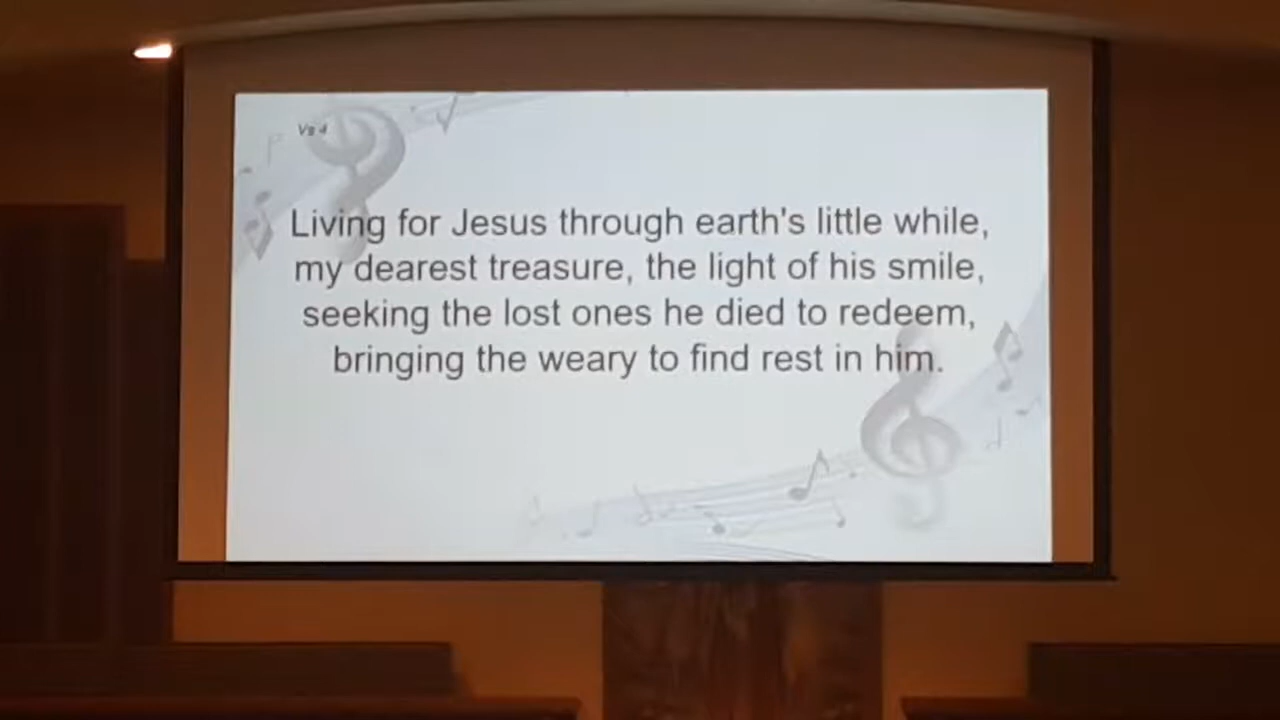 Vs 4
Living for Jesus through earth's little while,
my dearest treasure, the light of his smile,
seeking the lost ones he died to redeem,
bringing the weary to find rest in him.